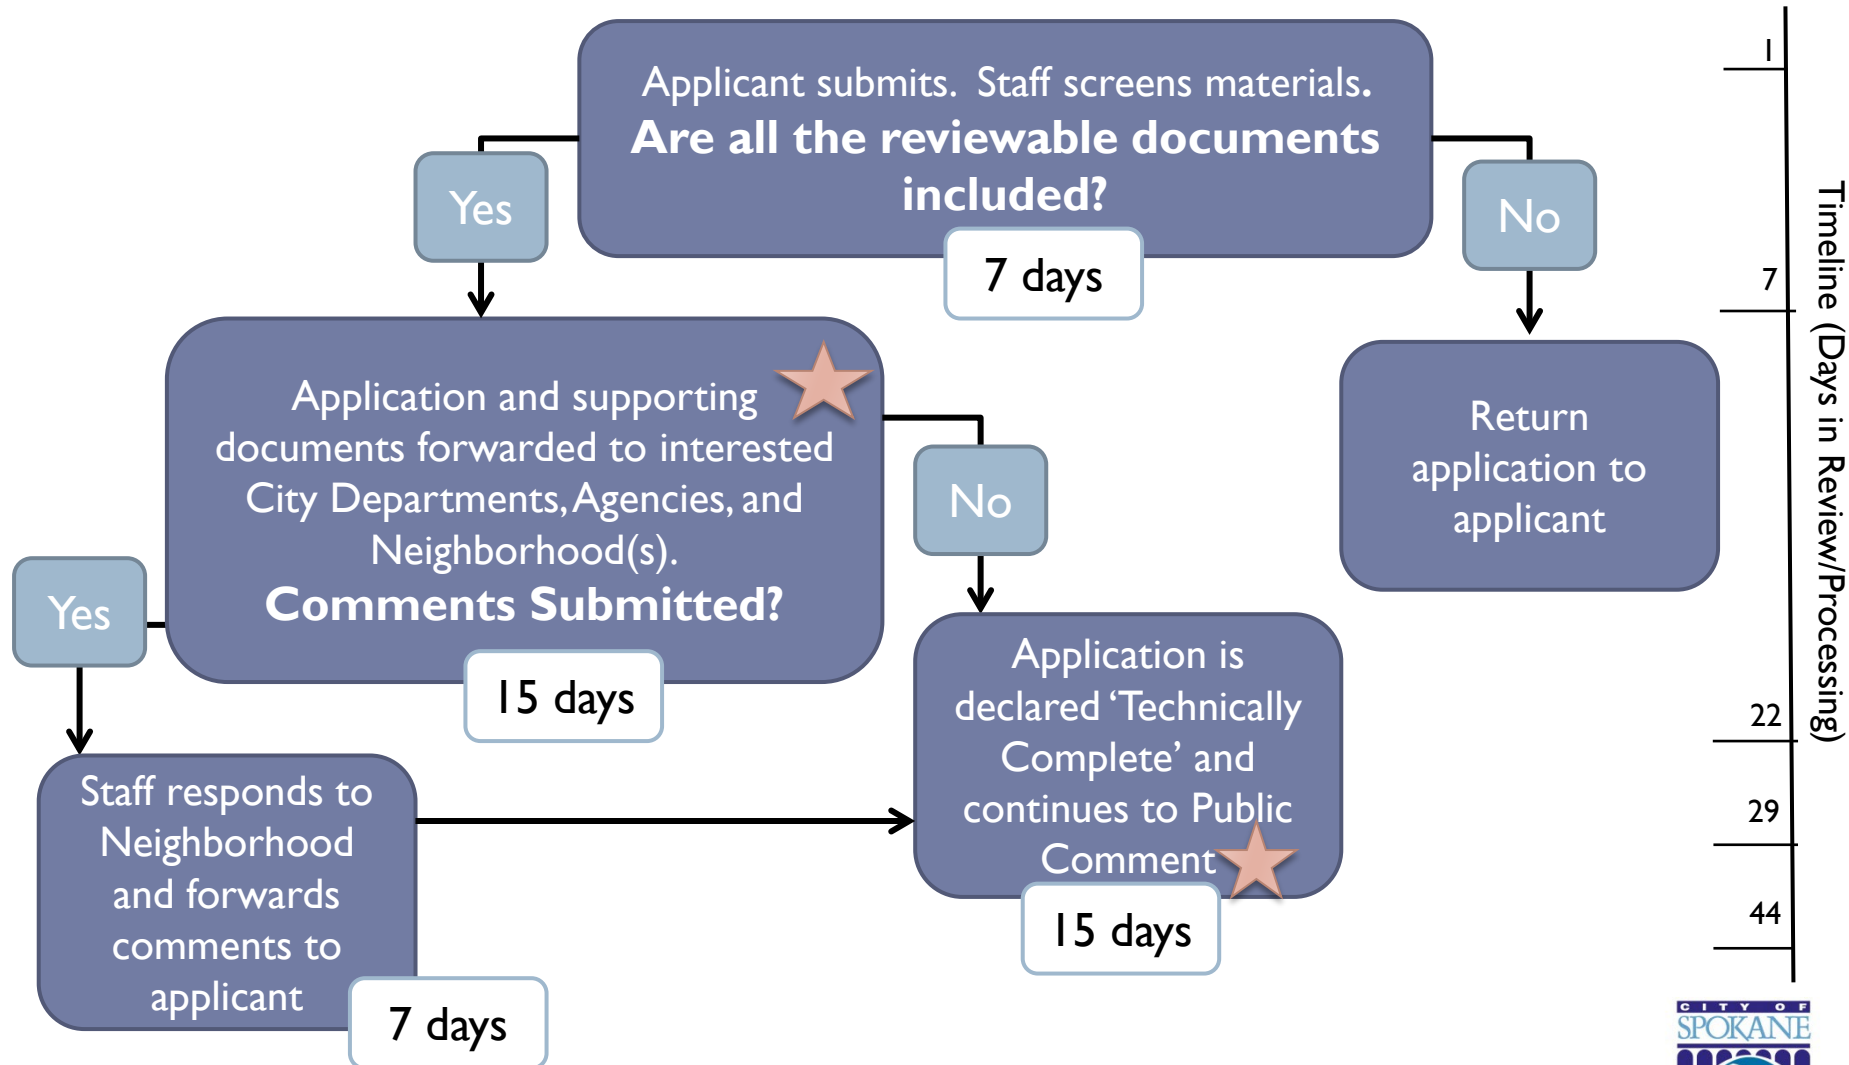 Applicant submits. Staff screens materials.
Are all the reviewable documents
included?
7 days
Yes
No
Application and supporting
documents forwarded to interested
City Departments, Agencies, and
Neighborhood(s).
Comments Submitted?
15 days
Yes
No
Return
application to
applicant
Staff responds to
Neighborhood
and forwards
comments to
applicant
7 days
Application is
declared ‘Technically
Complete’ and
continues to Public
Comment
15 days
1
7
22
29
44
Timeline (Days in Review/Processing)
CITY OF
SPOKANE